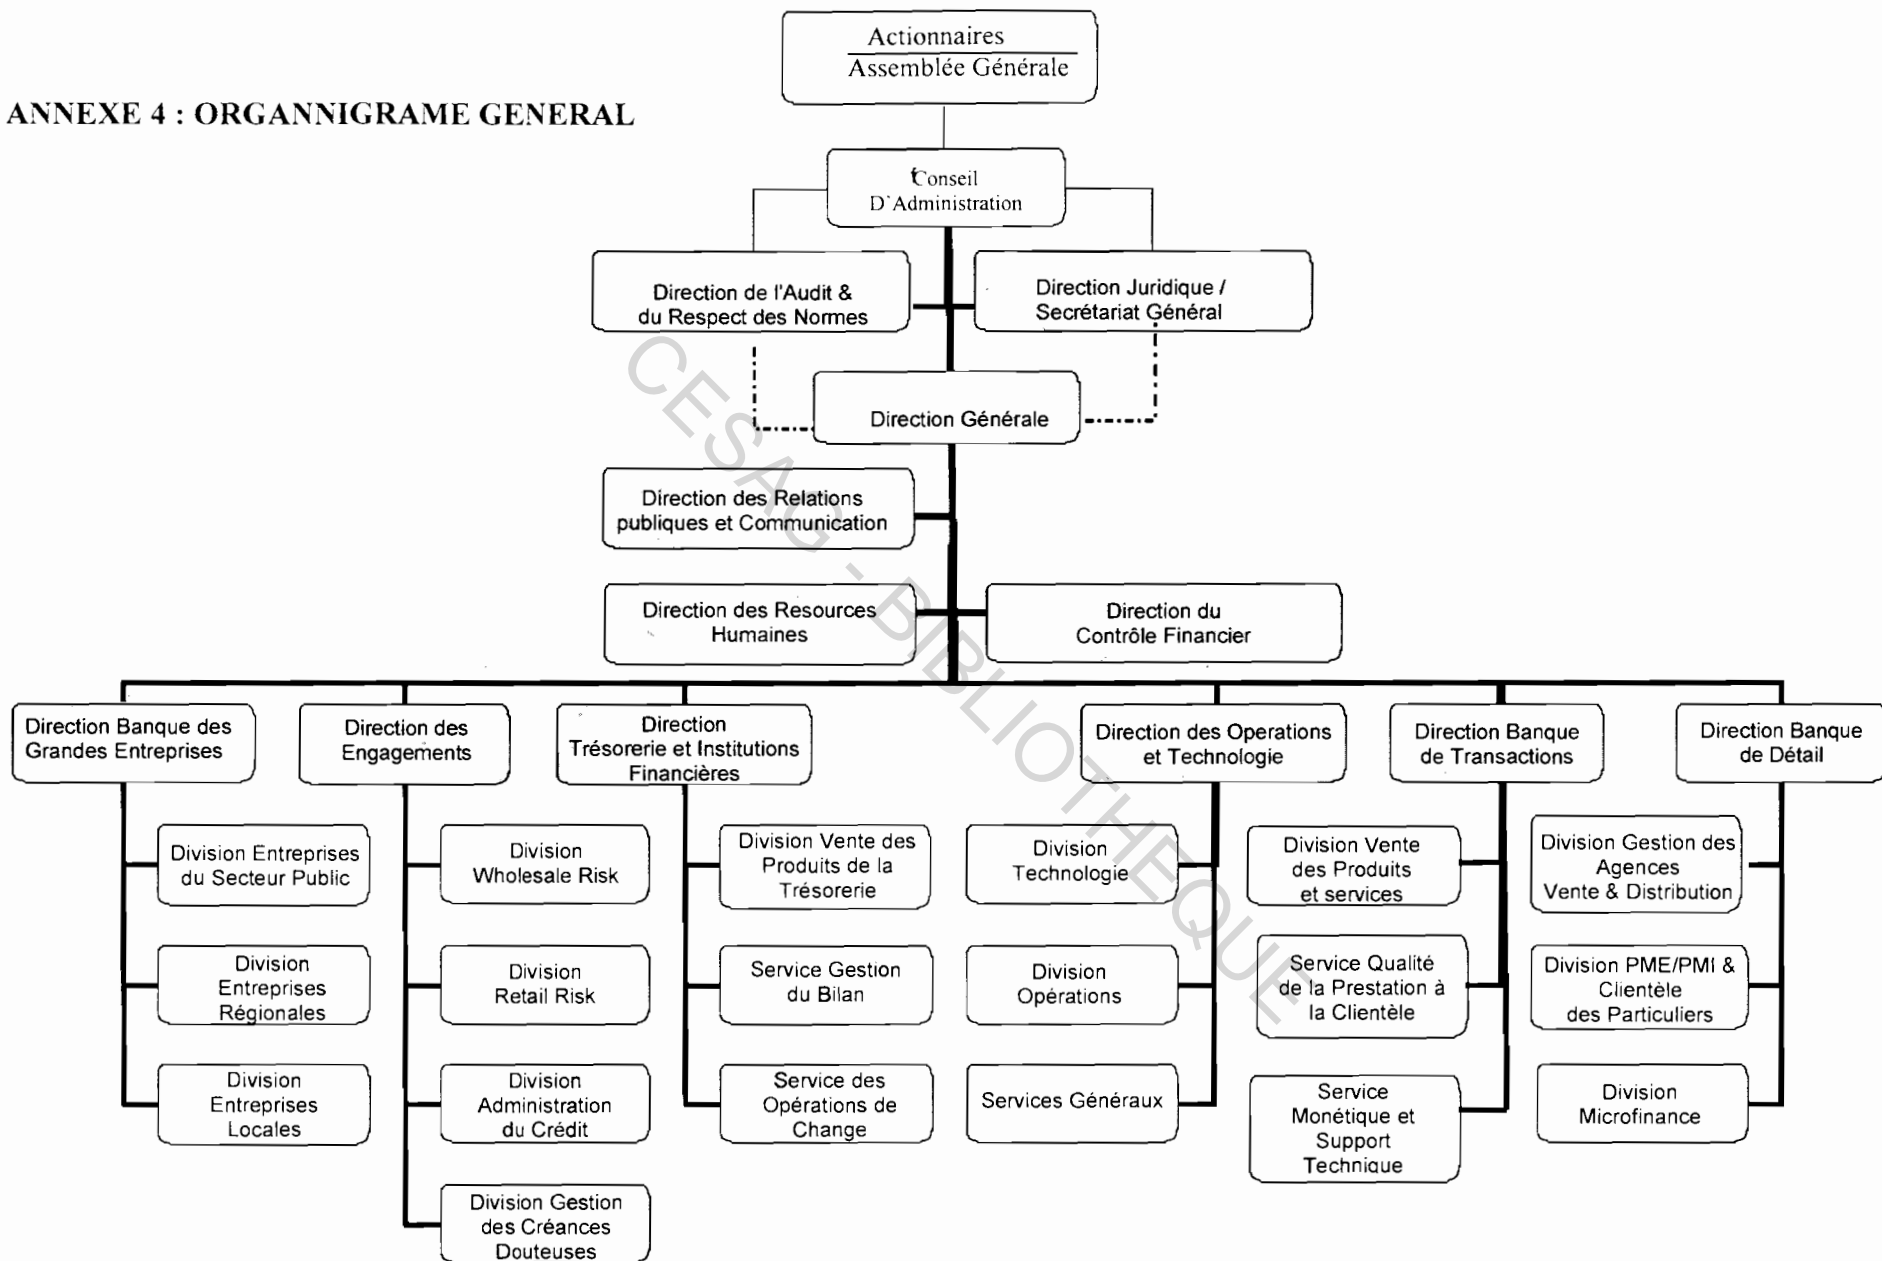 Actionnaires
Assemblée Générale
ANNEXE 4 : ORGANNIGRAME GENERAL
Conseil
D'Administration
Direction de l'Audit &
du Respect des Normes
Direction Juridique /
Secrétariat Général
Direction Générale
Direction des Relations
publiques et Communication
Direction des Resources
Humaines
Direction du
Contrôle Financier
Direction Banque des
Grandes Entreprises
Direction des
Engagements
Direction
Trésorerie et Institutions
Financières
Direction des Operations
et Technologie
Direction Banque
de Transactions
Direction Banque
de Détail
Division Entreprises
du Secteur Public
Division
Wholesale Risk
Division Vente des
Produits de la
Trésorerie
Division
Technologie
Division Vente
des Produits
et services
Division Gestion des
Agences
Vente & Distribution
Division
Entreprises
Régionales
Division
Retail Risk
Service Gestion
du Bilan
Division
Opérations
Service Qualité
de la Prestation à
la Clientèle
Division PME/PMI &
Clientèle
des Particuliers
Division
Entreprises
Locales
Division
Administration
du Crédit
Service des
Opérations de
Change
Services Généraux
Service
Monétique et
Support
Technique
Division
Microfinance
Division Gestion
des Créances
Douteuses
CESAG - BIBLIOTHEQUE